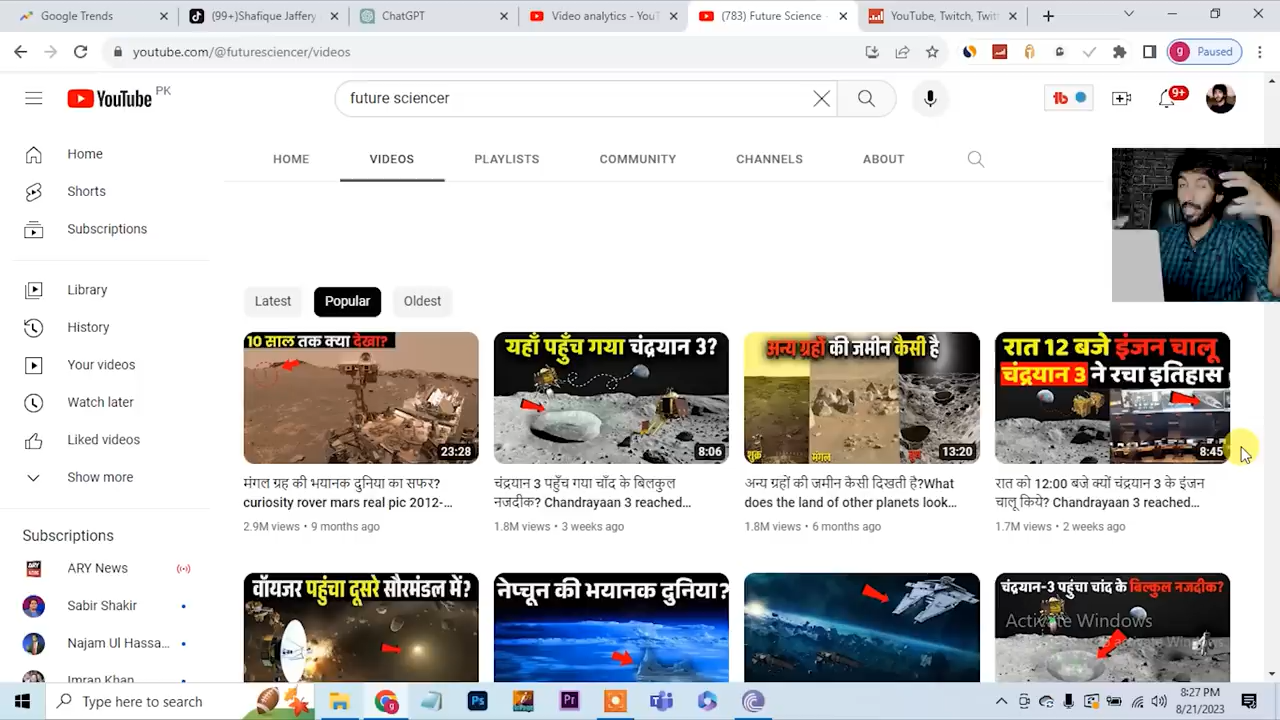 Google Trends
(99+)Shafique Jaffery
ChatGPT
Video analytics - YouT
(783) Future Science -
YouTube, Twitch, Twit
youtube.com/@futuresciencer/videos
g Paused
YouTube PK
future sciencer
9+
Home
Shorts
Subscriptions
Library
History
Your videos
Watch later
Liked videos
Show more
Subscriptions
ARY News
Sabir Shakir
Najam Ul Hassa...
Imran Khan
HOME VIDEOS PLAYLISTS COMMUNITY CHANNELS ABOUT
Latest Popular Oldest
10 साल तक क्या देखा?
23:28
मंगल ग्रह की भयानक दुनिया का सफर?
curiosity rover mars real pic 2012-...
2.9M views • 9 months ago
यहाँ पहुँच गया चंद्रयान 3?
8:06
चंद्रयान 3 पहुँच गया चाँद के बिलकुल
नजदीक? Chandrayaan 3 reached...
1.8M views • 3 weeks ago
अन्य ग्रहों की जमीन कैसी है
शुक्र
मंगल
13:20
अन्य ग्रहों की जमीन कैसी दिखती है?What
does the land of other planets look...
1.8M views • 6 months ago
रात 12 बजे इंजन चालू
चंद्रयान 3 ने रचा इतिहास
8:45
रात को 12:00 बजे क्यों चंद्रयान 3 के इंजन
चालू किये? Chandrayaan 3 reached...
1.7M views • 2 weeks ago
वॉयजर पहुंचा दूसरे सौरमंडल में?
नेप्चून की भयानक दुनिया?
चंद्रयान-3 पहुंचा चांद के बिल्कुल नजदीक?
Activate Windows
Type here to search
Ps
Pr
8:27 PM
8/21/2023